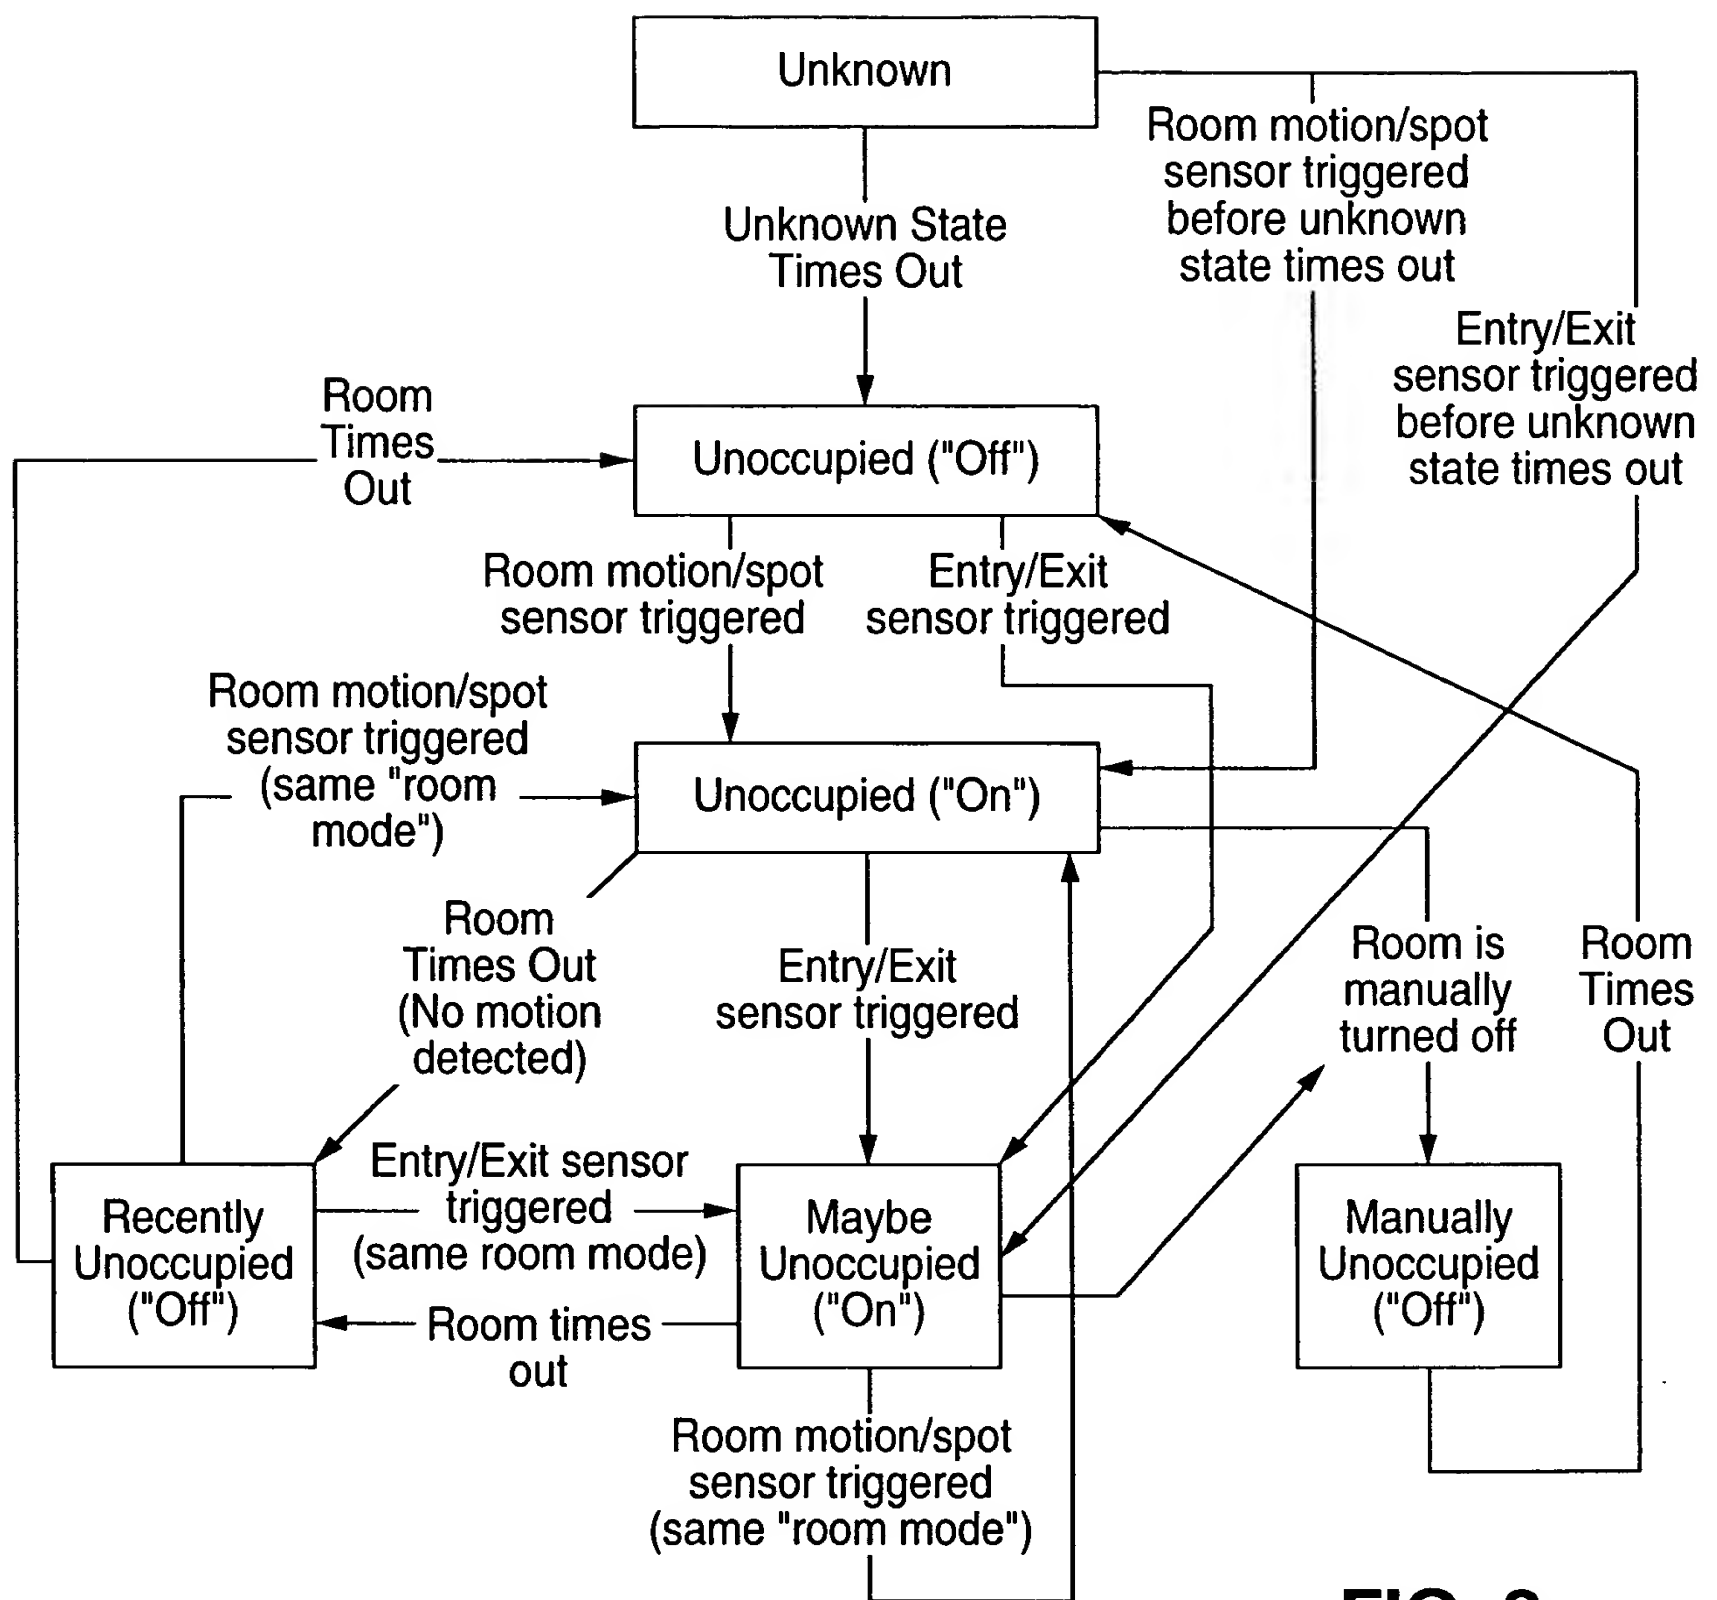 Unknown
Room motion/spot
sensor triggered
before unknown
state times out
Unknown State
Times Out
Entry/Exit
sensor triggered
before unknown
state times out
Room
Times
Out
Unoccupied ("Off")
Room motion/spot
sensor triggered
Entry/Exit
sensor triggered
Room motion/spot
sensor triggered
(same "room
mode")
Unoccupied ("On")
Room
Times Out
(No motion
detected)
Entry/Exit
sensor triggered
Room is
manually
turned off
Room
Times
Out
Entry/Exit sensor
triggered
(same room mode)
Recently
Unoccupied
("Off")
Maybe
Unoccupied
("On")
Manually
Unoccupied
("Off")
Room times
out
Room motion/spot
sensor triggered
(same "room mode")